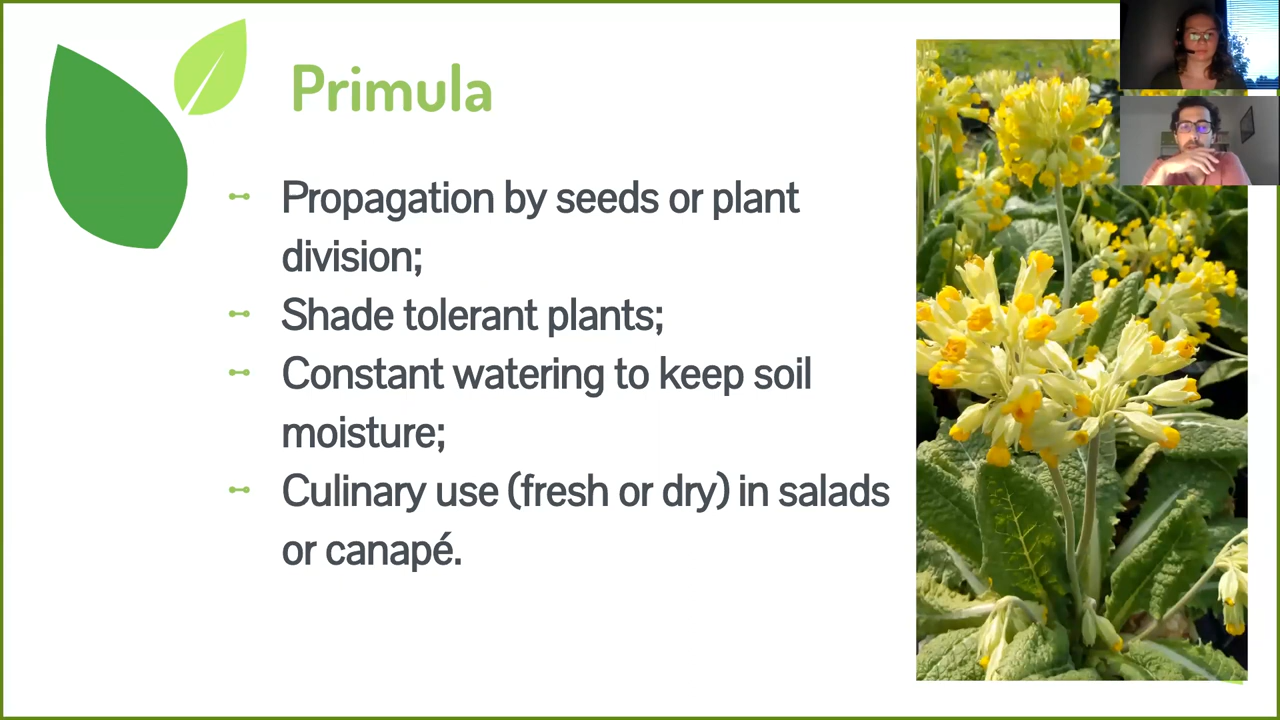 Primula
Propagation by seeds or plant
division;
Shade tolerant plants;
Constant watering to keep soil
moisture;
Culinary use (fresh or dry) in salads
or canapé.